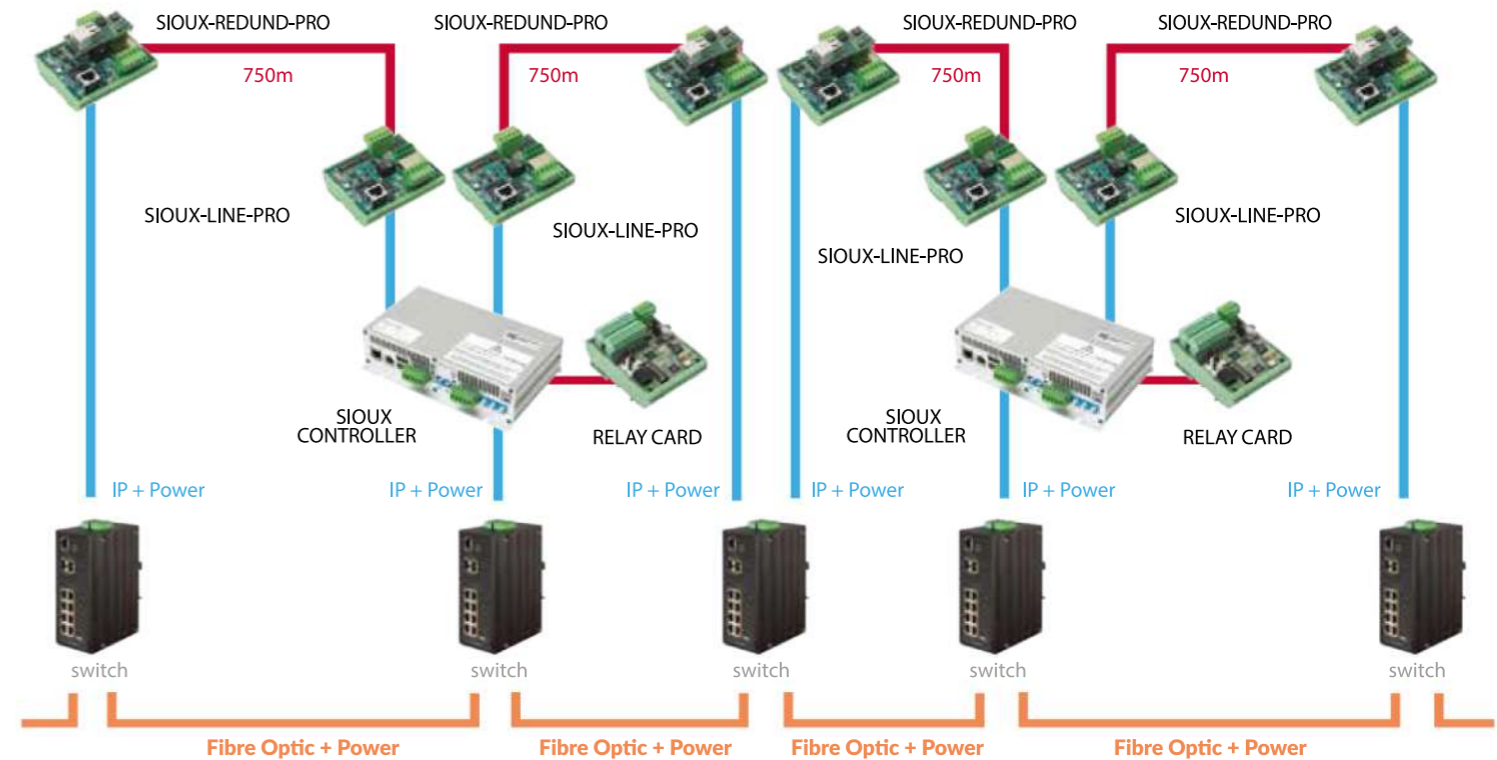 SIOUX-REDUND-PRO
SIOUX-REDUND-PRO
SIOUX-REDUND-PRO
SIOUX-REDUND-PRO
750m
750m
750m
750m
SIOUX-LINE-PRO
SIOUX-LINE-PRO
SIOUX-LINE-PRO
SIOUX-LINE-PRO
SIOUX
CONTROLLER
RELAY CARD
SIOUX
CONTROLLER
RELAY CARD
IP + Power
IP + Power
IP + Power
IP + Power
IP + Power
IP + Power
switch
switch
switch
switch
switch
Fibre Optic + Power
Fibre Optic + Power
Fibre Optic + Power
Fibre Optic + Power